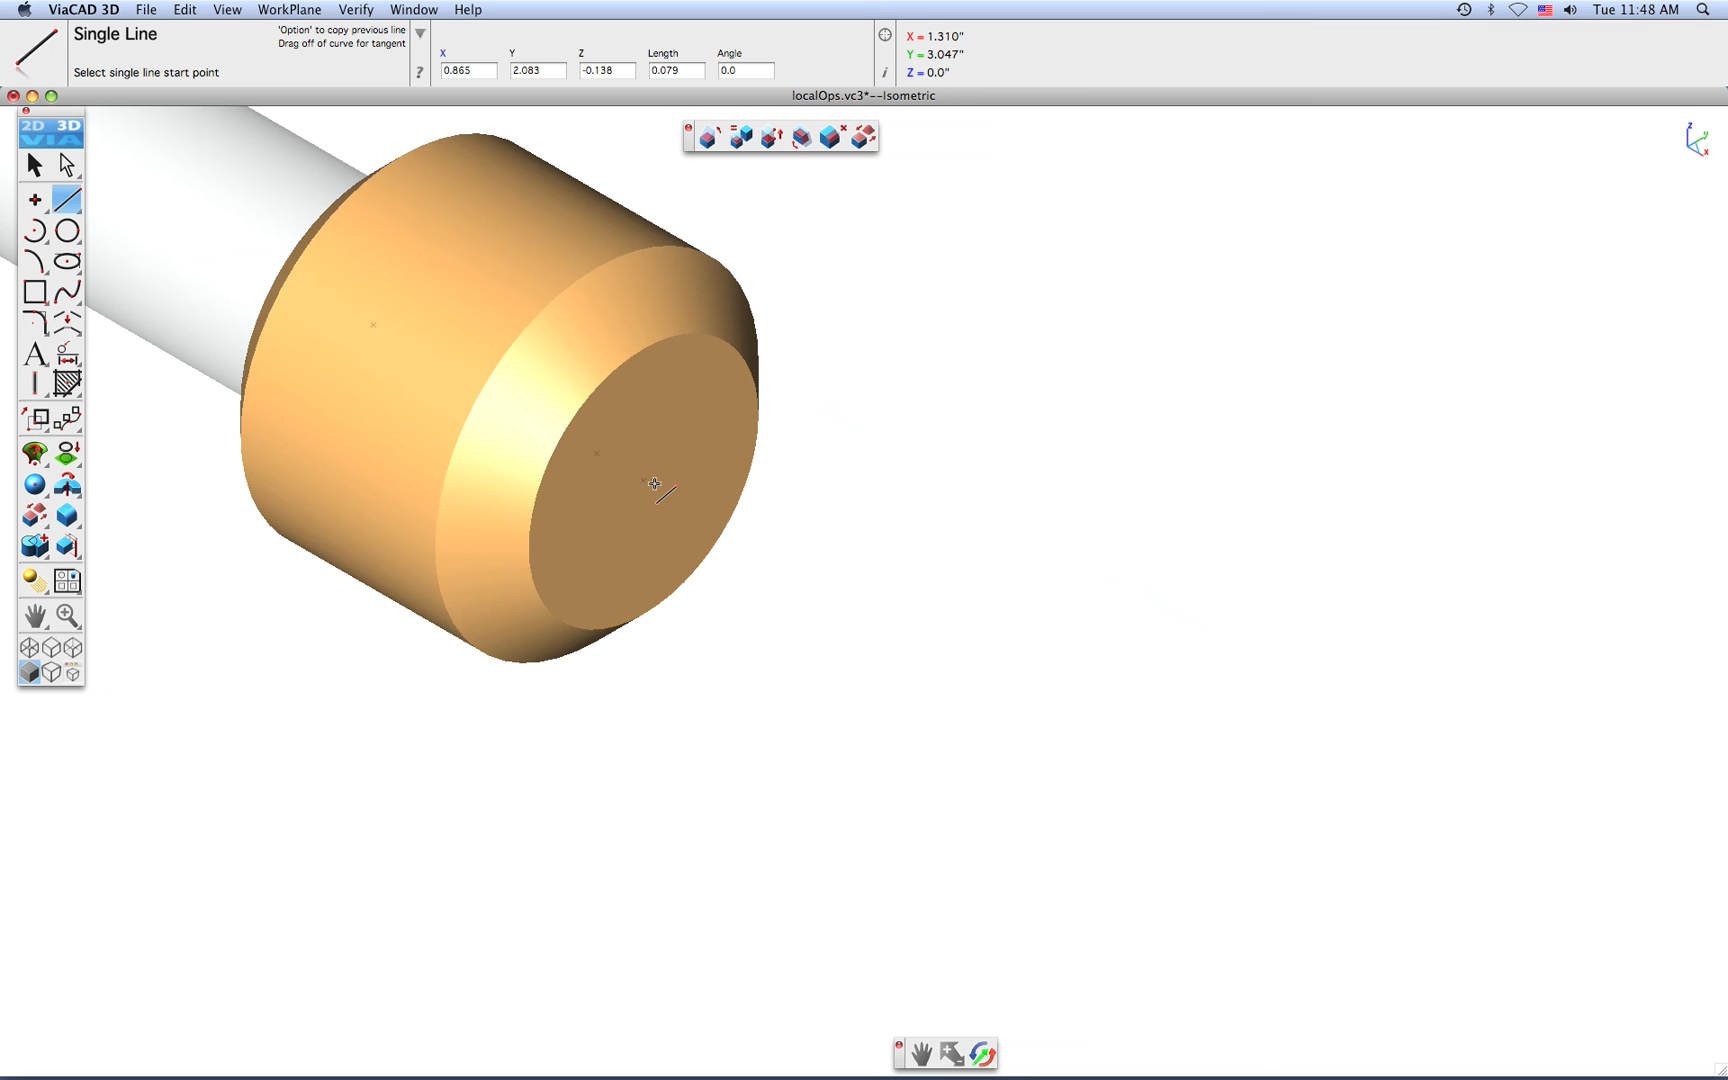 ViaCAD 3D File Edit View WorkPlane Verify Window Help Tue 11:48 AM
Single Line
'Option' to copy previous line
Drag off of curve for tangent
Select single line start point
?
X Y Z Length Angle
0.865 2.083 -0.138 0.079 0.0
i
X = 1.310"
Y = 3.047"
Z = 0.0"
localOps.vc3*--Isometric
2D 3D
VIA
A
z
y
x